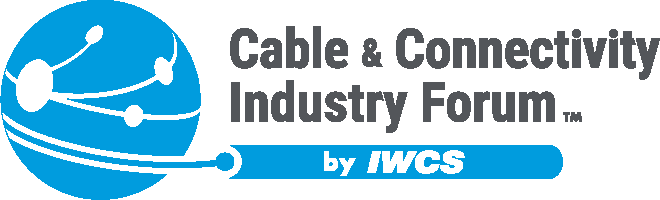 Cable & Connectivity
Industry Forum™
by IWCS